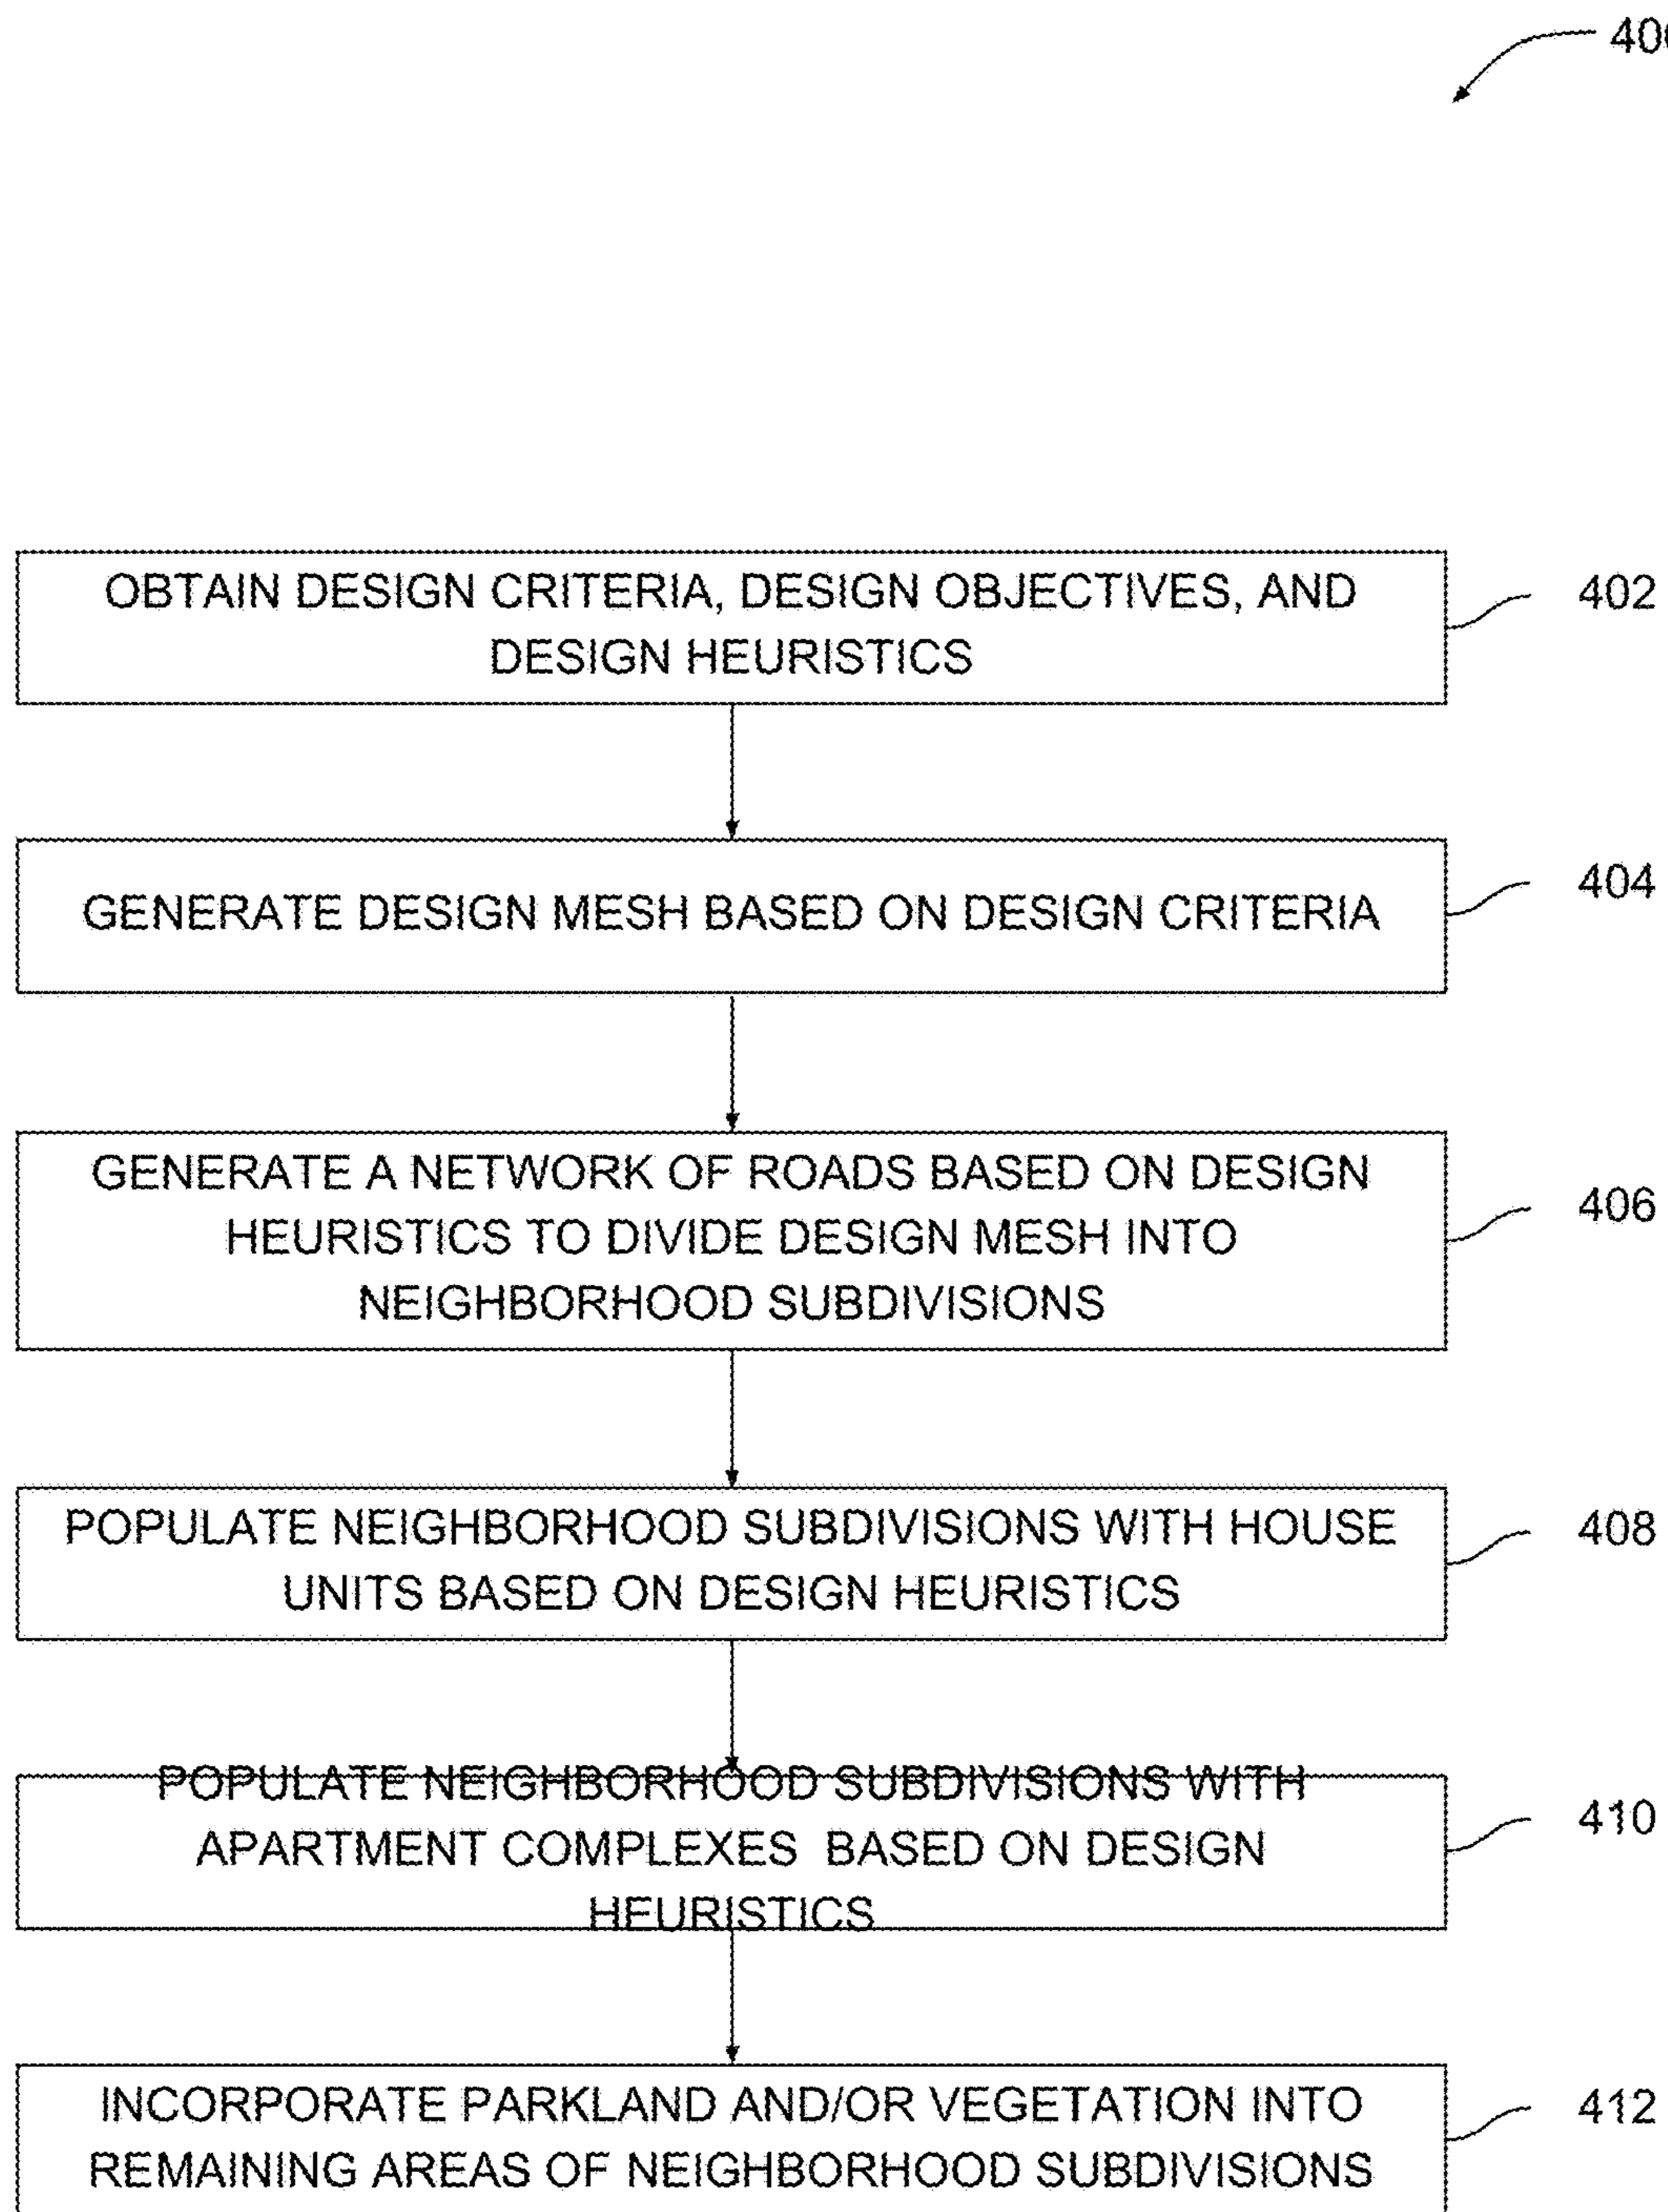 OBTAIN DESIGN CRITERIA, DESIGN OBJECTIVES, AND
DESIGN HEURISTICS
402
GENERATE DESIGN MESH BASED ON DESIGN CRITERIA
404
GENERATE A NETWORK OF ROADS BASED ON DESIGN
HEURISTICS TO DIVIDE DESIGN MESH INTO
NEIGHBORHOOD SUBDIVISIONS
406
POPULATE NEIGHBORHOOD SUBDIVISIONS WITH HOUSE
UNITS BASED ON DESIGN HEURISTICS
408
POPULATE NEIGHBORHOOD SUBDIVISIONS WITH
APARTMENT COMPLEXES BASED ON DESIGN
HEURISTICS
410
INCORPORATE PARKLAND AND/OR VEGETATION INTO
REMAINING AREAS OF NEIGHBORHOOD SUBDIVISIONS
412